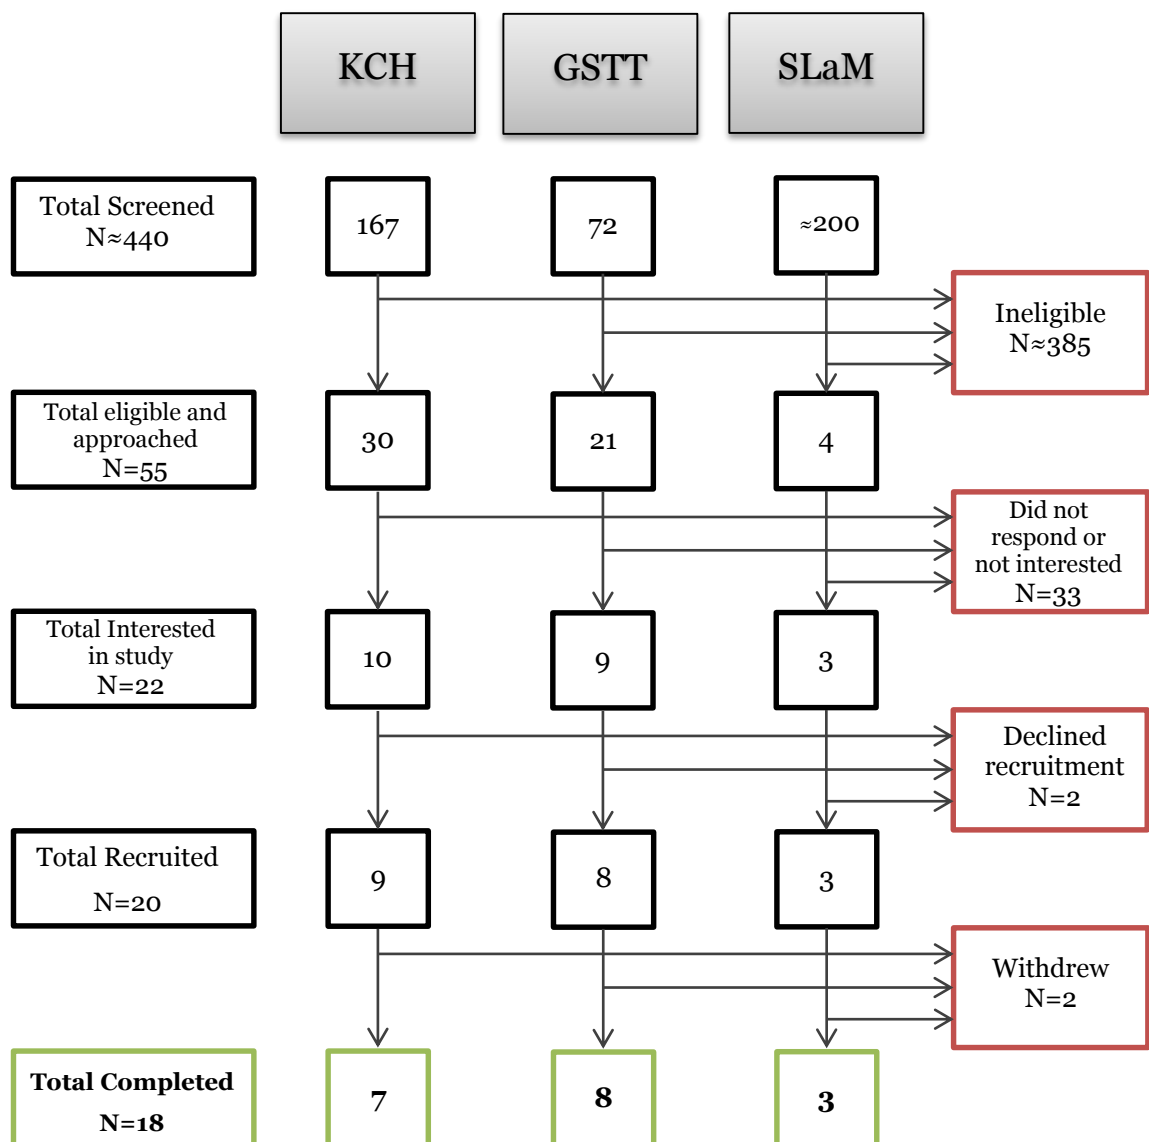 KCH
GSTT
SLaM
Total Screened
N≈440
167
72
≈200
Ineligible
N≈385
Total eligible and
approached
N=55
30
21
4
Did not
respond or
not interested
N=33
Total Interested
in study
N=22
10
9
3
Declined
recruitment
N=2
Total Recruited
N=20
9
8
3
Withdrew
N=2
Total Completed
N=18
7
8
3